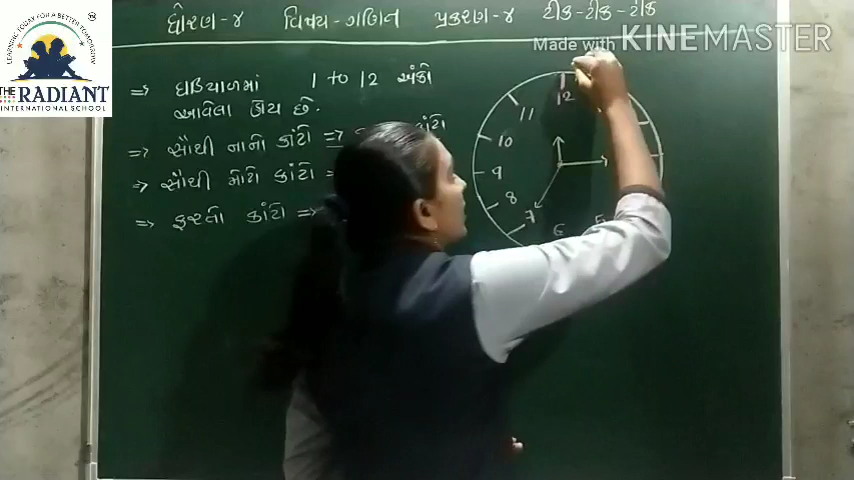 ધોરણ-૪ વિષય-ગણિત પ્રકરણ-૪ ટીક-ટીક-ટીક
Made with KINEMASTER
LEARNING TODAY FOR A BETTER TOMORROW
THE RADIANT
INTERNATIONAL SCHOOL
=> ઘડિયાળમાં 1 to 12 અંકો
આવેલા હોય છે.
=> સૌથી નાનો કાંટો =>
=> સૌથી મોટો કાંટો =
=> ફરતો કાંટો =>
12
11
10
9
8
7
6